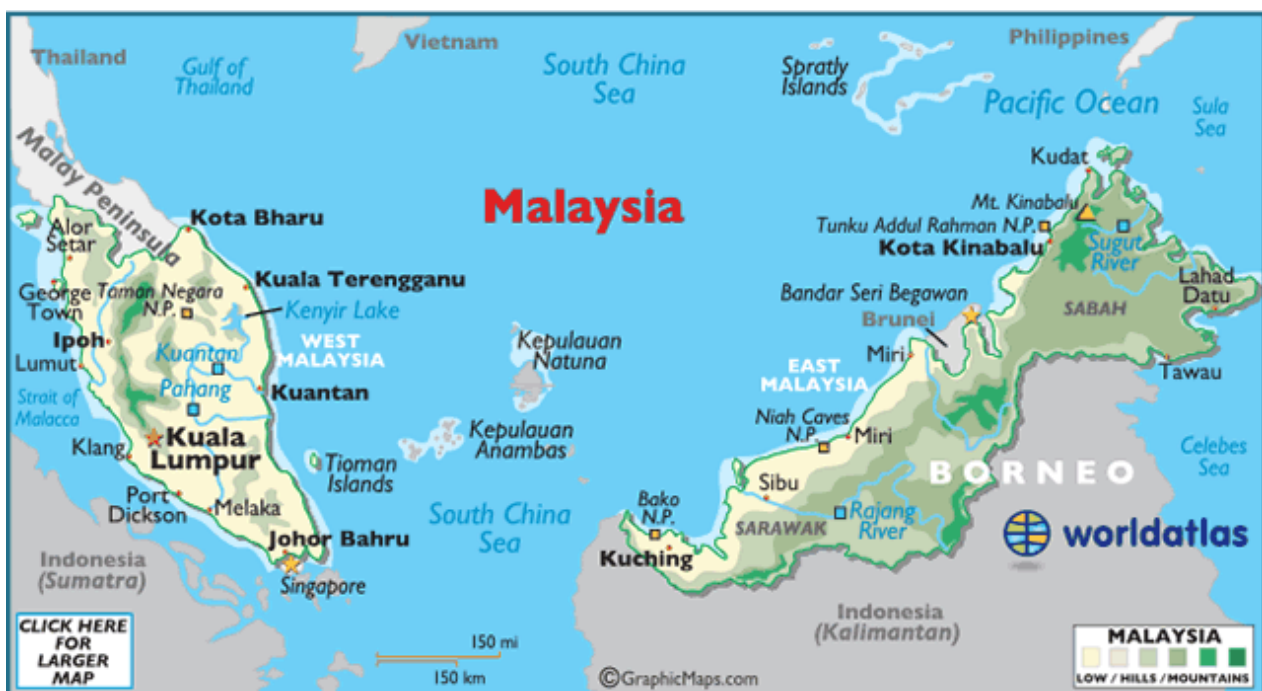 Thailand
Gulf of
Thailand
Vietnam
South China
Sea
Spratly
Islands
Philippines
Pacific Ocean
Sula
Sea
Malay Peninsula
Malaysia
Kudat
Mt. Kinabalu
Tunku Addul Rahman N.P.
Kota Kinabalu
Sugut
River
Lahad
Datu
SABAH
Alor
Setar
Kota Bharu
George
Town
Taman Negara
N.P.
Kuala Terengganu
Kenyir Lake
WEST
MALAYSIA
Ipoh
Lumut
Kuantan
Pahang
Kuantan
Strait of
Malacca
Klang
Kuala
Lumpur
Port
Dickson
Melaka
Tioman
Islands
Johor Bahru
Singapore
Indonesia
(Sumatra)
Kepulauan
Natuna
Kepulauan
Anambas
South China
Sea
Bandar Seri Begawan
Brunei
Miri
EAST
MALAYSIA
Niah Caves
N.P.
Miri
Tawau
Celebes
Sea
BORNEO
Sibu
Bako
N.P.
SARAWAK
Rajang
River
Kuching
worldatlas
Indonesia
(Kalimantan)
CLICK HERE
FOR
LARGER
MAP
150 mi
150 km
©GraphicMaps.com
MALAYSIA
LOW / HILLS / MOUNTAINS